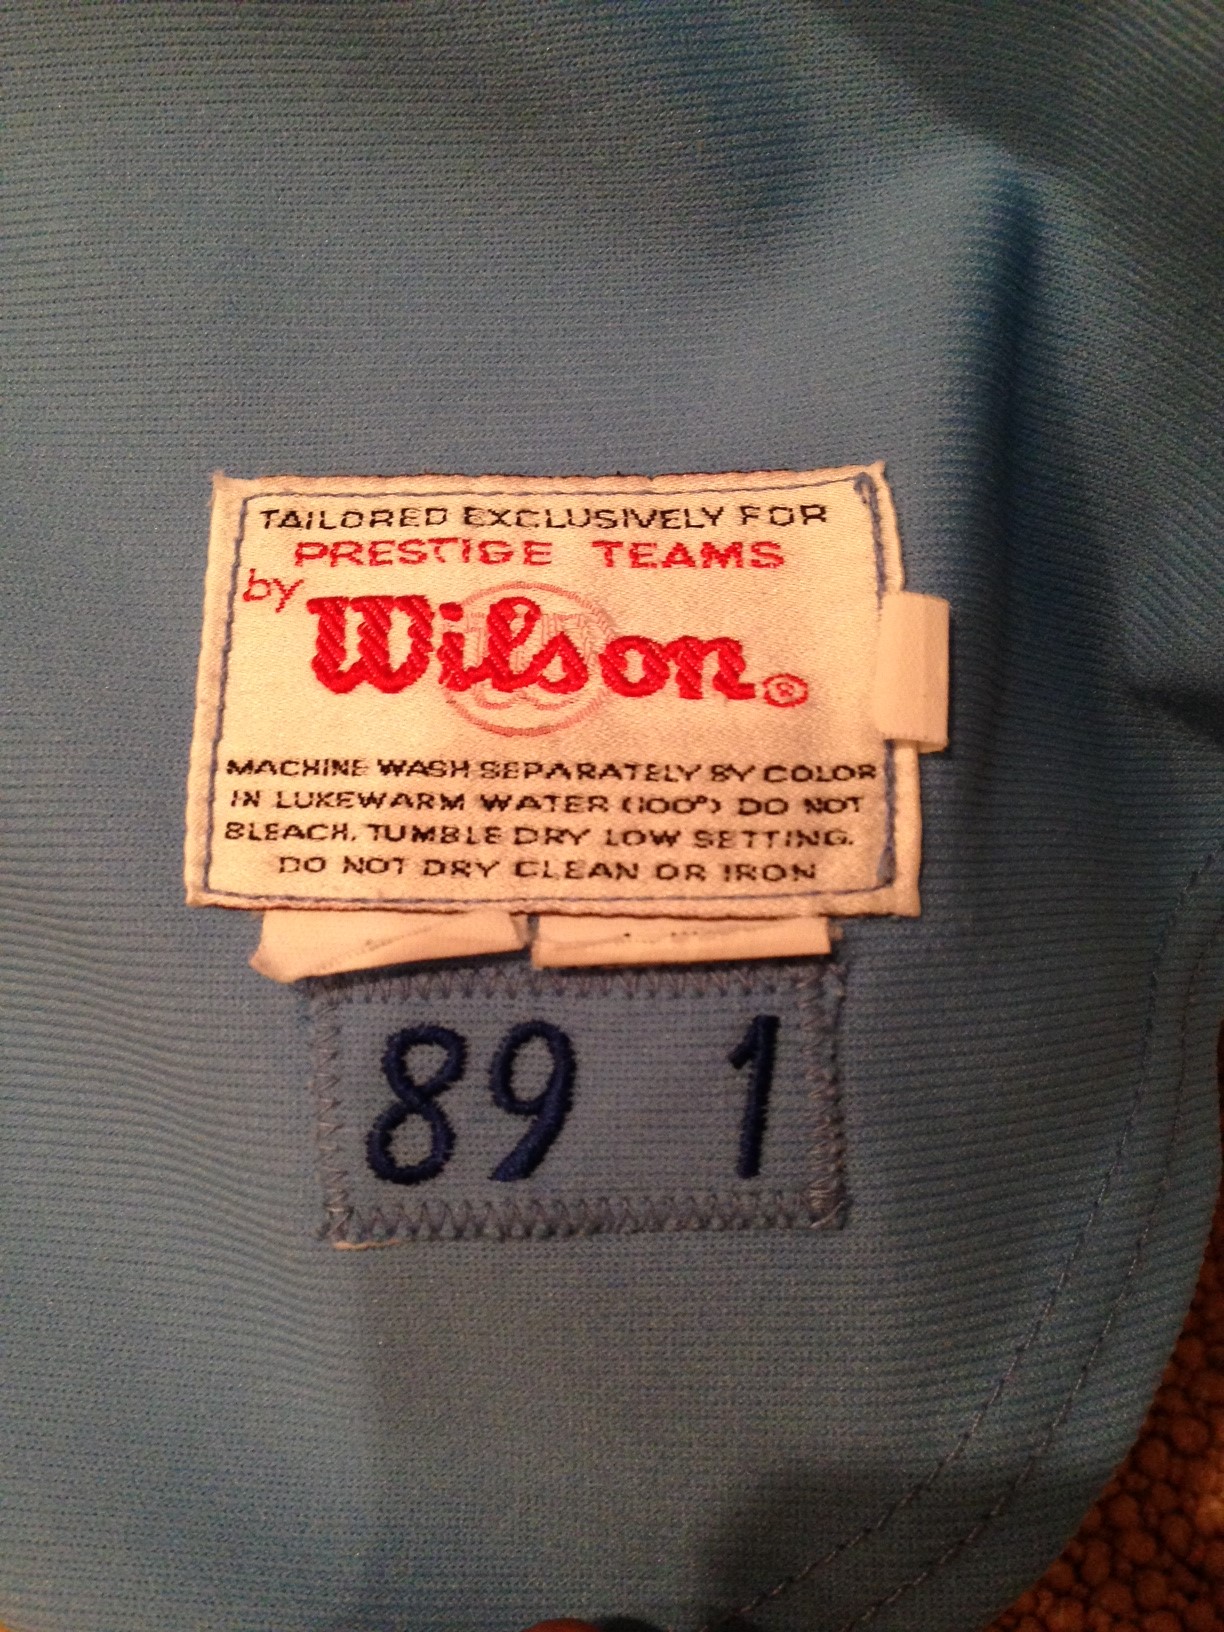 TAILORED EXCLUSIVELY FOR
PRESTIGE TEAMS
by Wilson®
MACHINE WASH SEPARATELY BY COLOR
IN LUKEWARM WATER (100°) DO NOT
BLEACH. TUMBLE DRY LOW SETTING.
DO NOT DRY CLEAN OR IRON
89 1